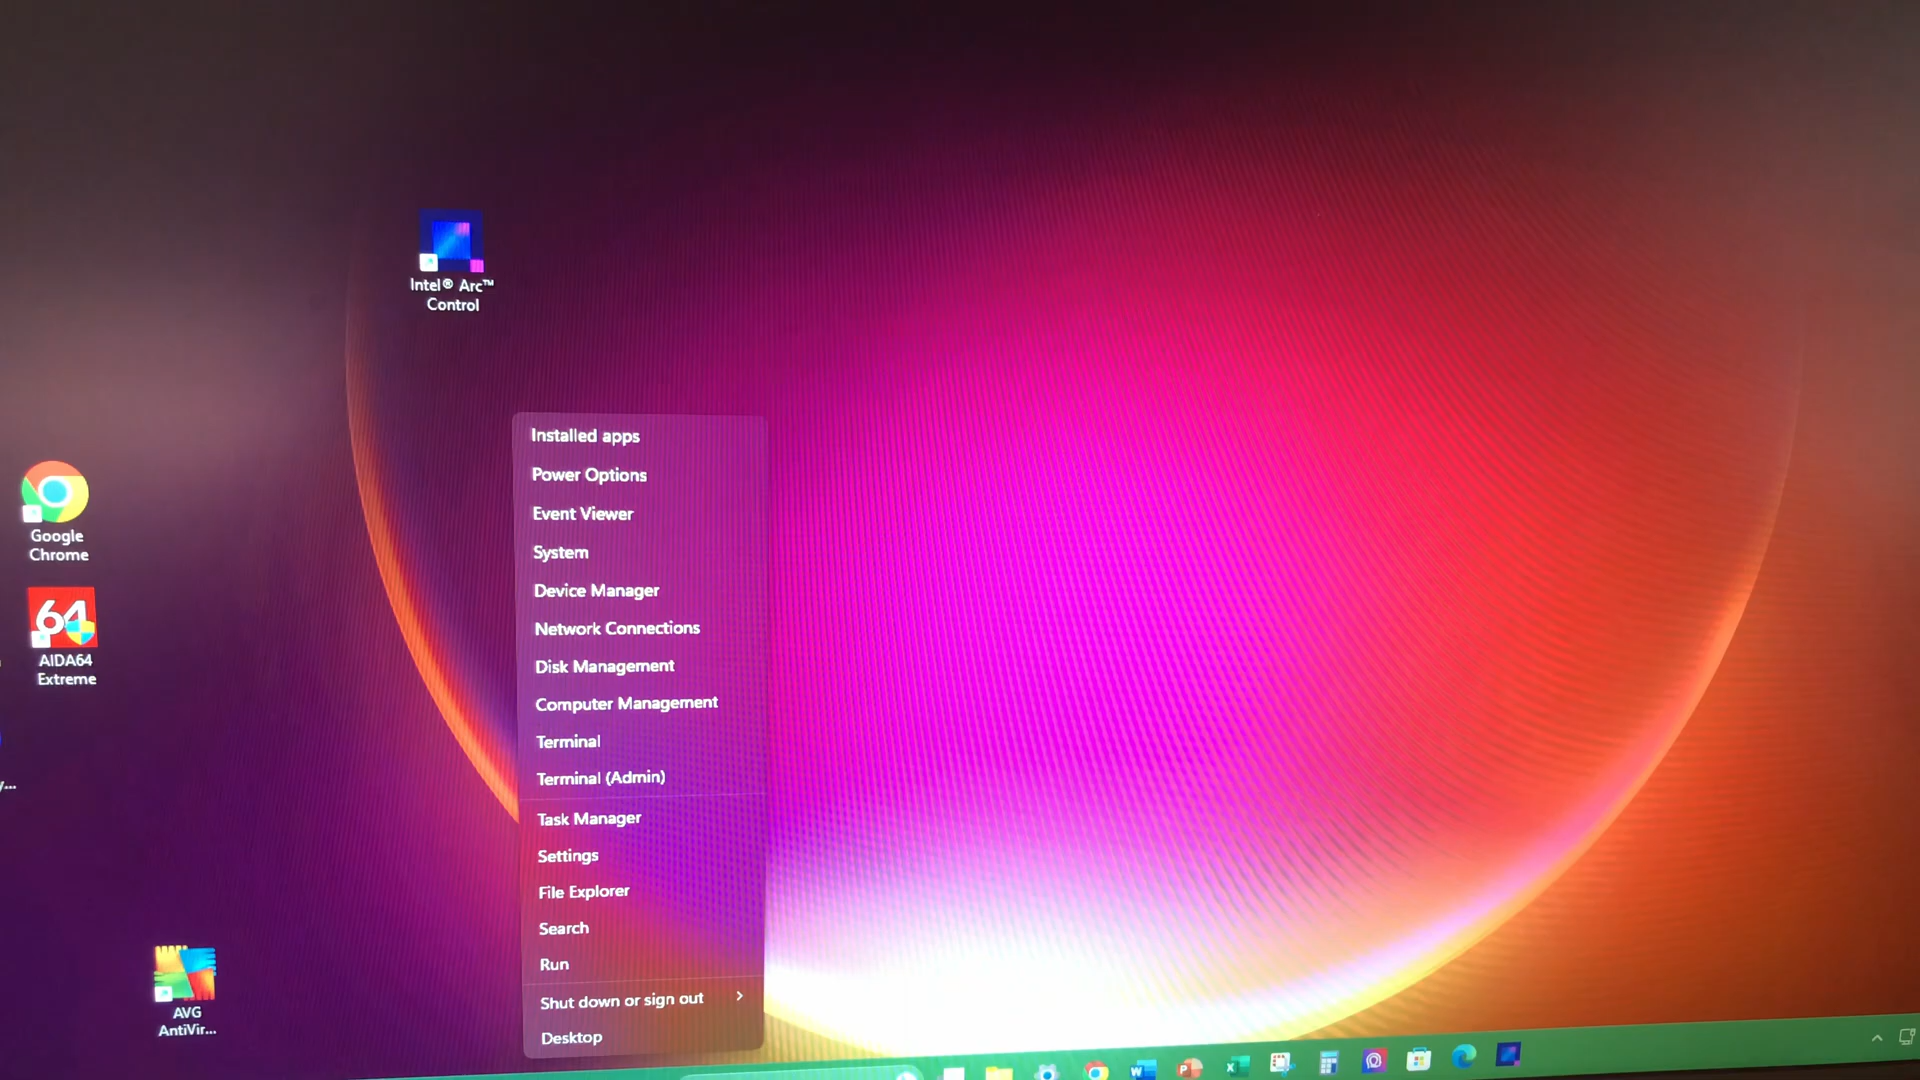 Intel® Arc™
Control
Google
Chrome
64
AIDA64
Extreme
y...
AVG
AntiVir...
Installed apps
Power Options
Event Viewer
System
Device Manager
Network Connections
Disk Management
Computer Management
Terminal
Terminal (Admin)
Task Manager
Settings
File Explorer
Search
Run
Shut down or sign out
Desktop